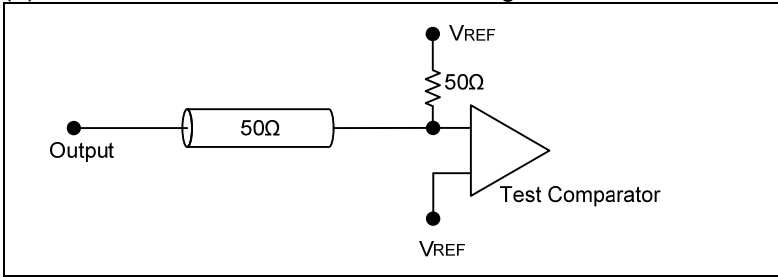 VREF
50Ω
50Ω
Output
Test Comparator
VREF